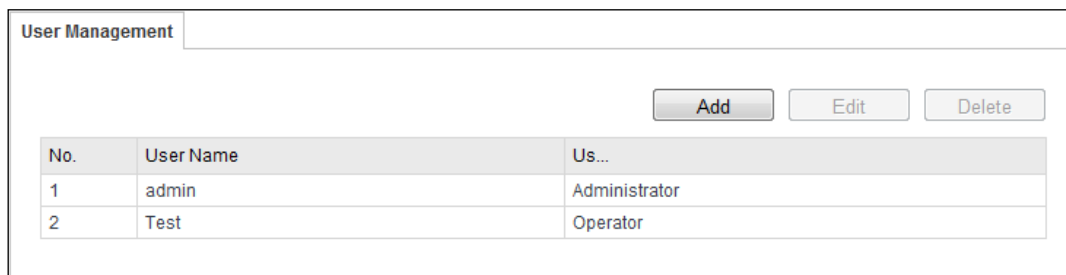 User Management
Add Edit Delete
No. User Name Us...
1 admin Administrator
2 Test Operator